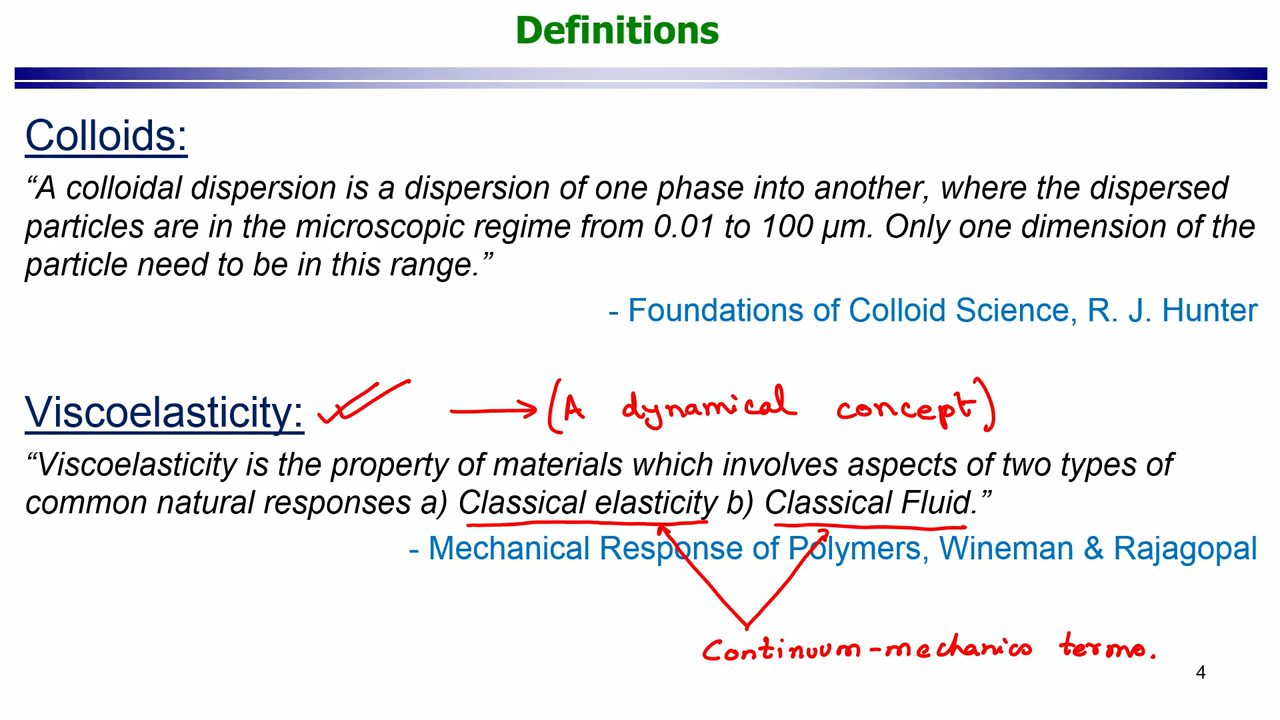 Definitions
Colloids:
“A colloidal dispersion is a dispersion of one phase into another, where the dispersed
particles are in the microscopic regime from 0.01 to 100 μm. Only one dimension of the
particle need to be in this range.”
- Foundations of Colloid Science, R. J. Hunter
Viscoelasticity: (A dynamical concept)
“Viscoelasticity is the property of materials which involves aspects of two types of
common natural responses a) Classical elasticity b) Classical Fluid.”
- Mechanical Response of Polymers, Wineman & Rajagopal
Continuum-mechanics terms.
4